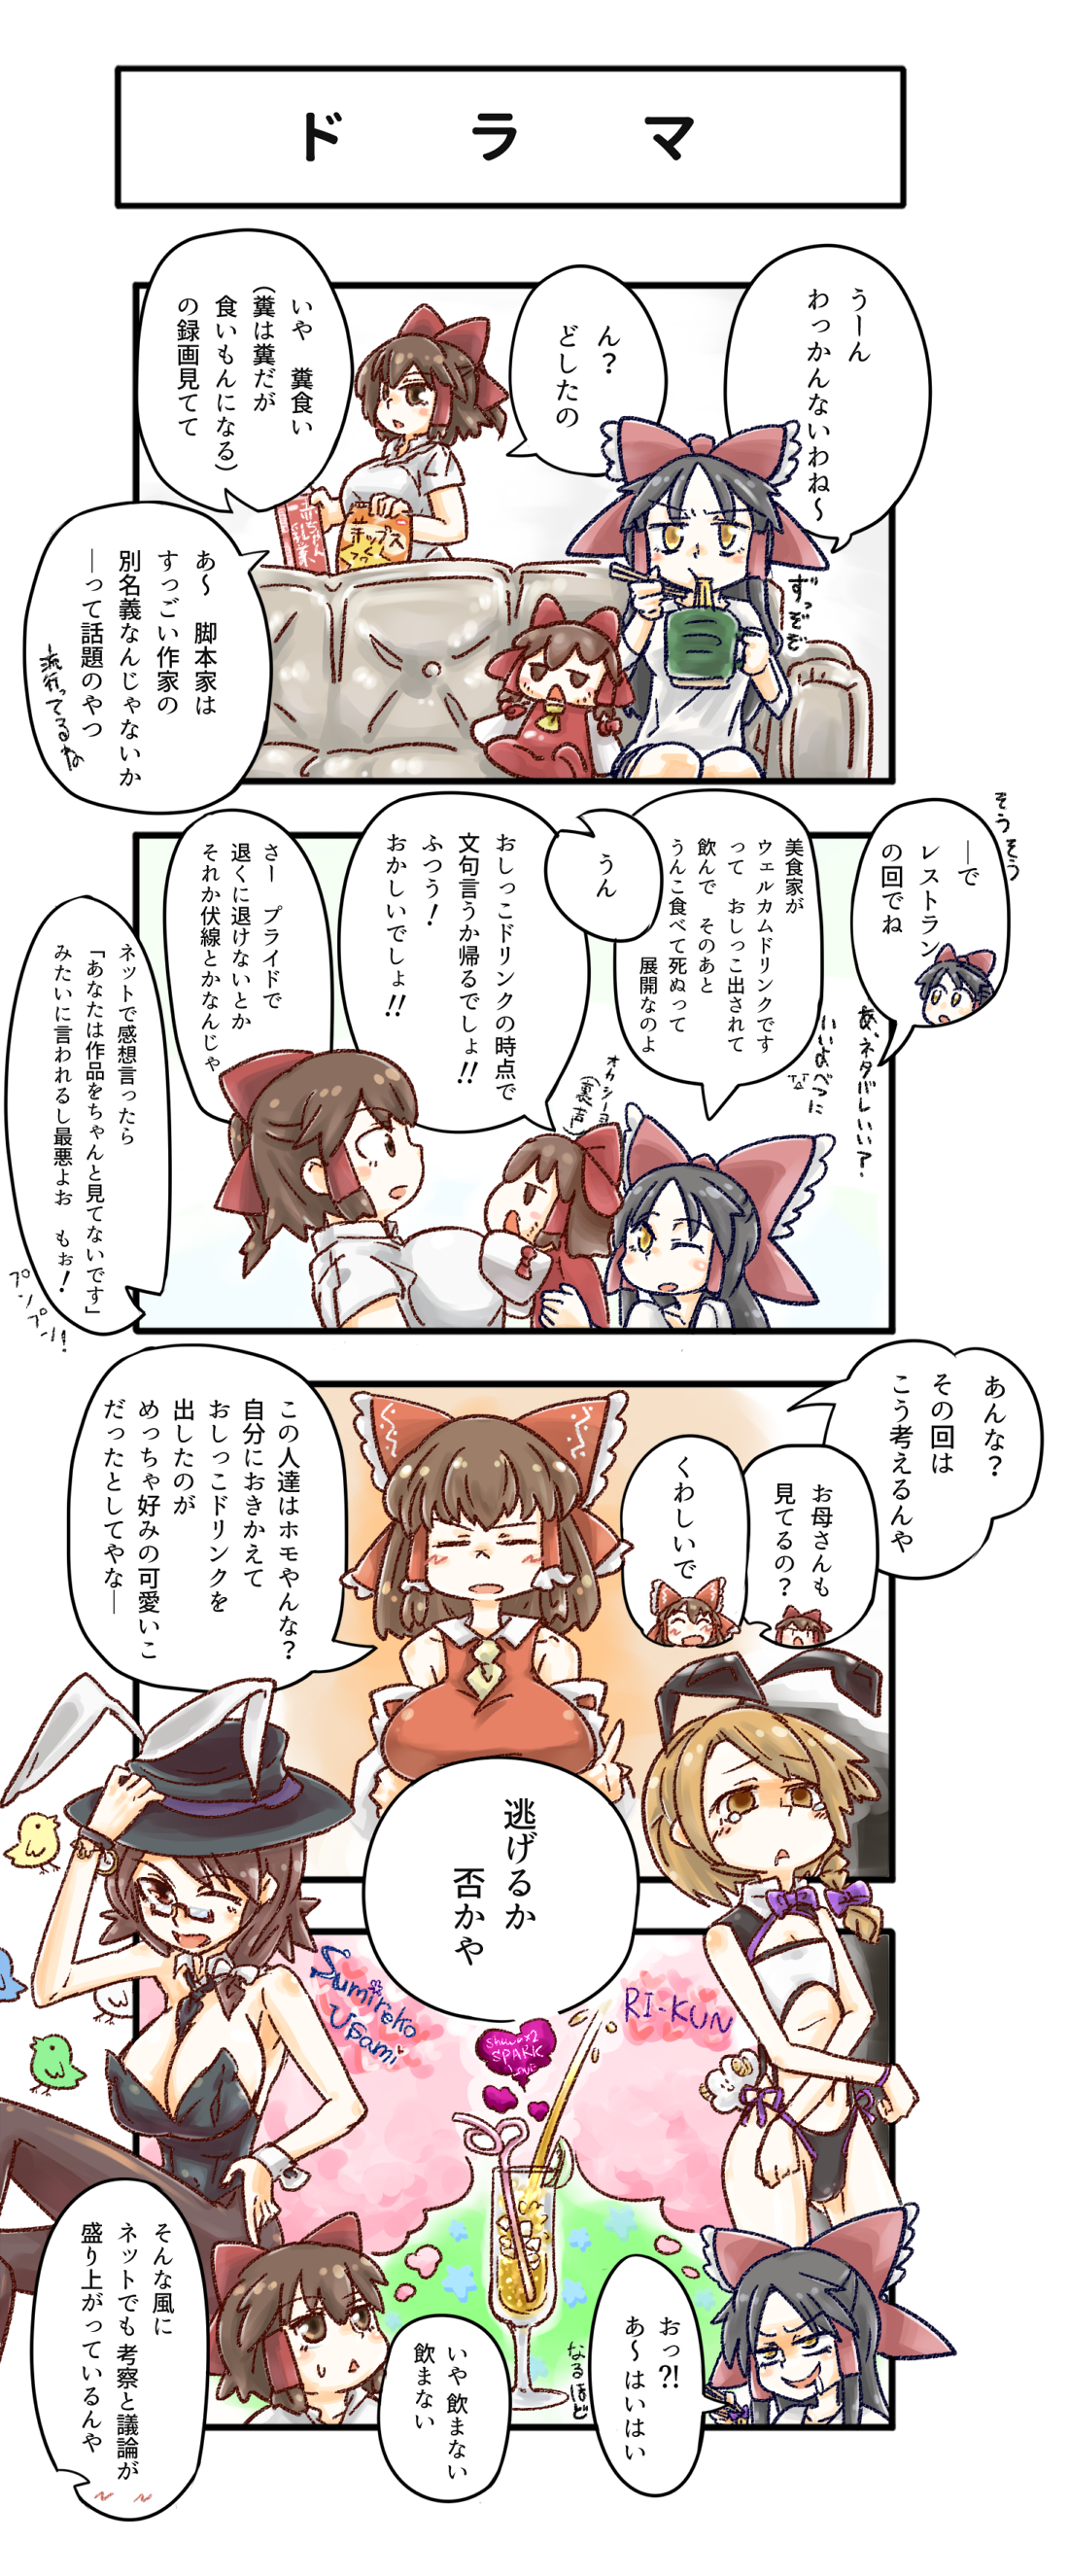 ドラマ
うーん
わっかんないわね〜
ん？
どしたの
いや　糞食い
（糞は糞だが
食いもんになる）
の録画見てて
チップス
ずっぞぞ
あ〜　脚本家は
すっごい作家の
別名義なんじゃないか
―って話題のやつ
流行ってるな
そうそう
―で
レストラン
の回でね
あ、ネタバレいい？
いいよべつに
美食家が
ウェルカムドリンクです
って　おしっこ出されて
飲んで　そのあと
うんこ食べて死ぬって
展開なのよ
うん
おしっこドリンクの時点で
文句言うか帰るでしょ!!
ふつう！
おかしいでしょ!!
オカシーヨ
（裏声）
さー　プライドで
退くに退けないとか
それか伏線とかなんじゃ
ネットで感想言ったら
「あなたは作品をちゃんと見てないです」
みたいに言われるし最悪よお　もぉ！
プンプン！
あんな？
その回は
こう考えるんや
お母さんも
見てるの？
くわしいで
この人達はホモやんな？
自分におきかえて
おしっこドリンクを
出したのが
めっちゃ好みの可愛いこ
だったとしてやな―
逃げるか
否かや
Sumireko
Usami
RI-KUN
SPARK
LOVE
おっ?!
あ〜はいはい
なるほど
いや飲まない
飲まない
そんな風に
ネットでも考察と議論が
盛り上がっているんや